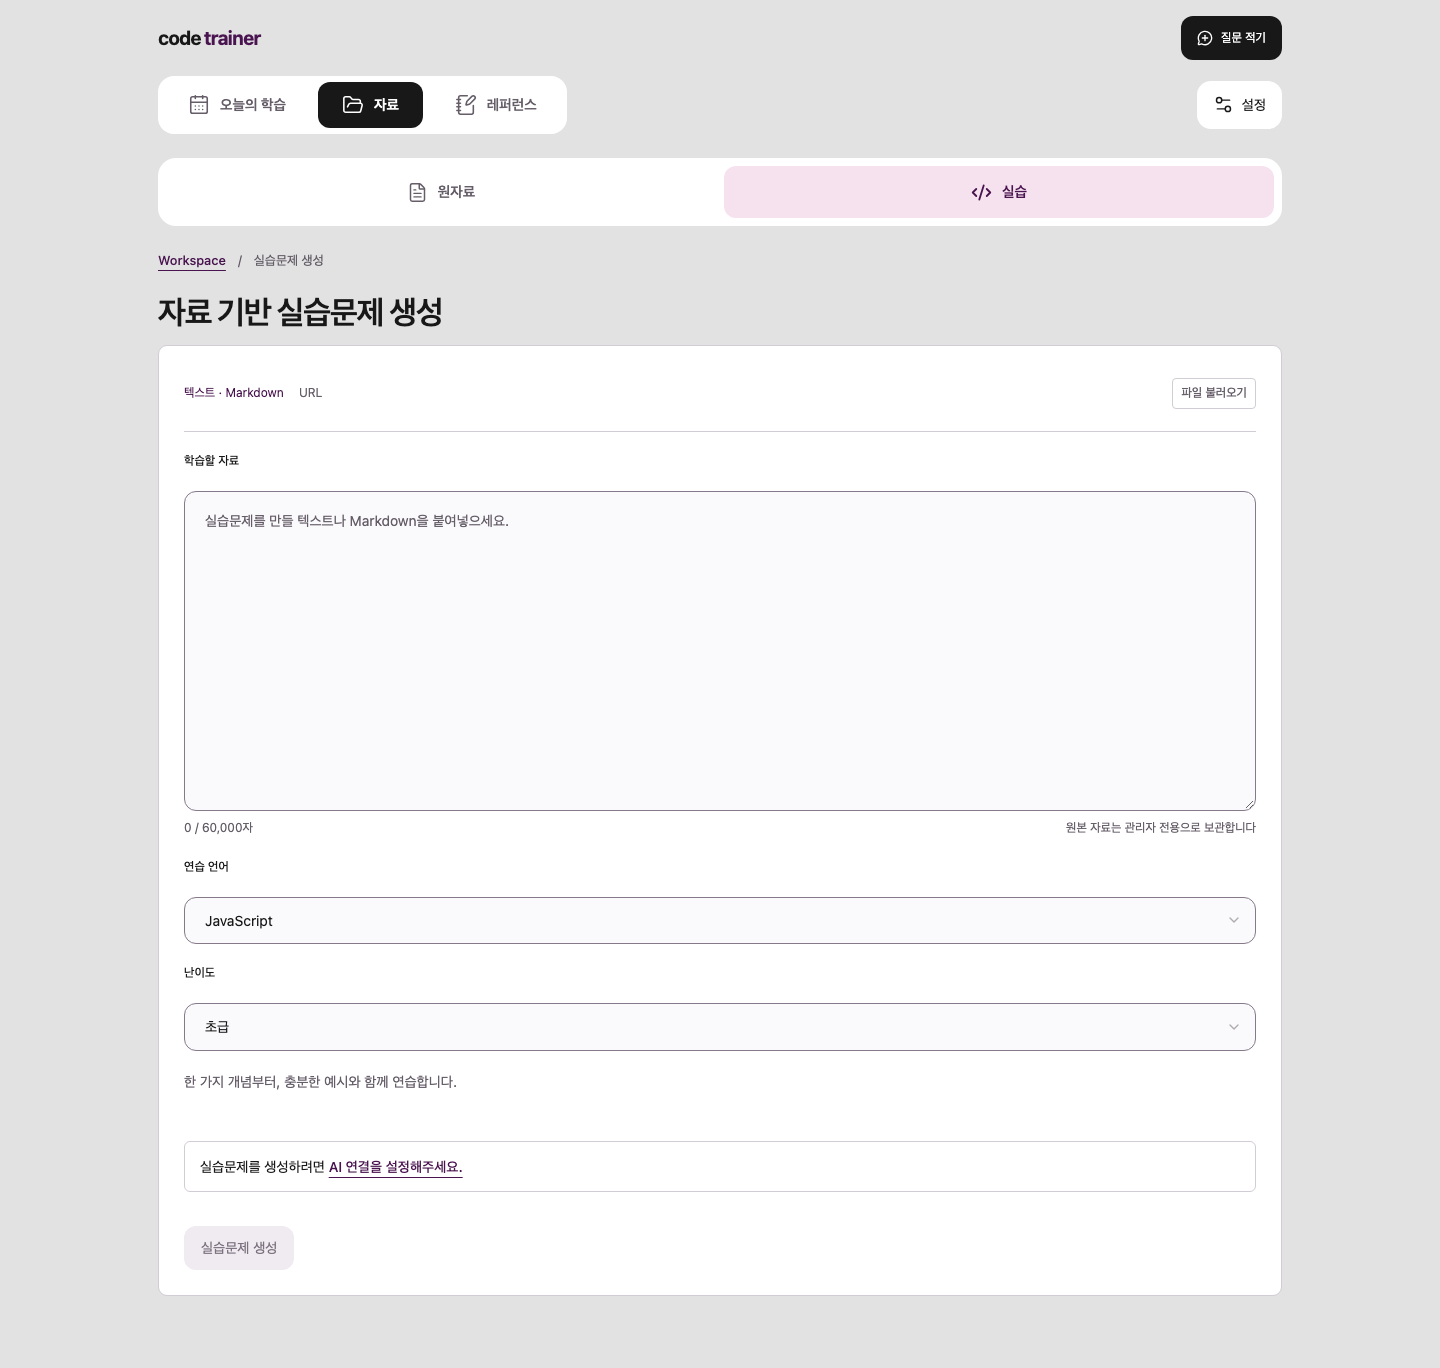 code trainer
질문 적기
오늘의 학습
자료
레퍼런스
설정
원자료
실습
Workspace / 실습문제 생성
자료 기반 실습문제 생성
텍스트 · Markdown URL
파일 불러오기
학습할 자료
실습문제를 만들 텍스트나 Markdown을 붙여넣으세요.
0 / 60,000자
원본 자료는 관리자 전용으로 보관합니다
연습 언어
JavaScript
난이도
초급
한 가지 개념부터, 충분한 예시와 함께 연습합니다.
실습문제를 생성하려면 AI 연결을 설정해주세요.
실습문제 생성